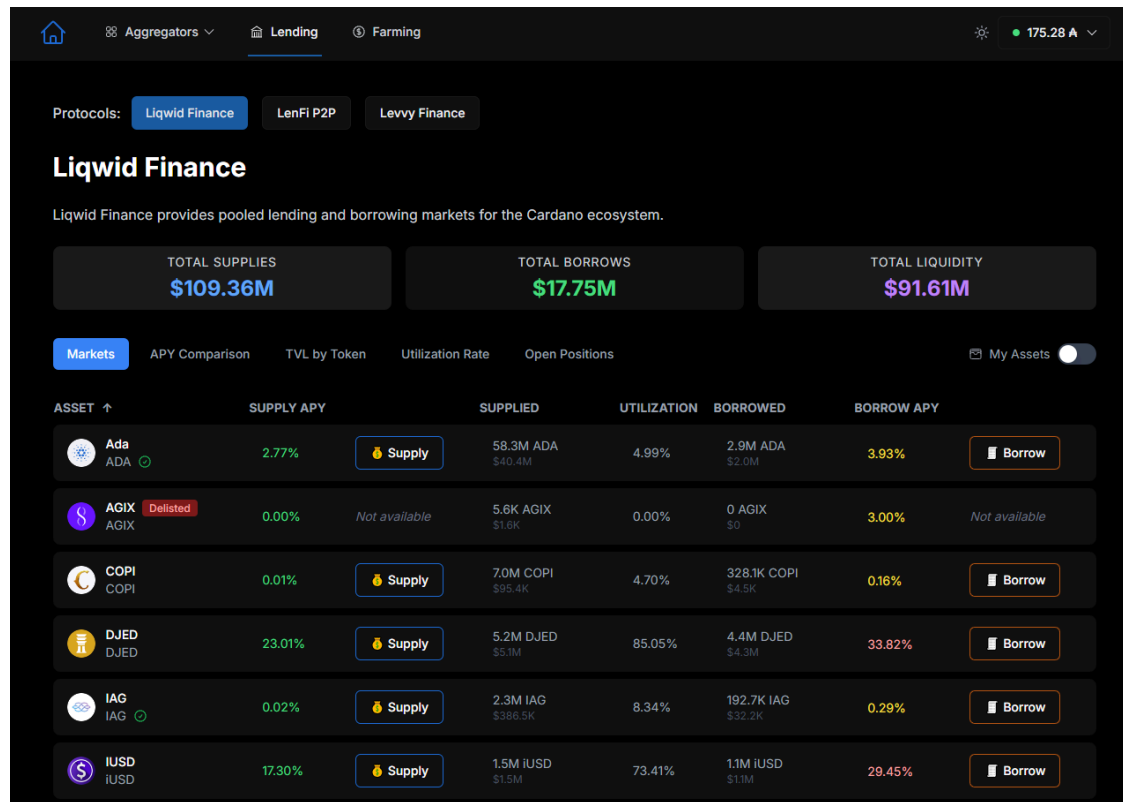 Aggregators Lending Farming 175.28 ₳
Protocols: Liqwid Finance LenFi P2P Levvy Finance
Liqwid Finance
Liqwid Finance provides pooled lending and borrowing markets for the Cardano ecosystem.
TOTAL SUPPLIES TOTAL BORROWS TOTAL LIQUIDITY
$109.36M $17.75M $91.61M
Markets APY Comparison TVL by Token Utilization Rate Open Positions My Assets
ASSET ↑ SUPPLY APY SUPPLIED UTILIZATION BORROWED BORROW APY
Ada 58.3M ADA 2.9M ADA
2.77% Supply 4.99% 3.93% Borrow
ADA $40.4M $2.0M
AGIX Delisted 5.6K AGIX 0 AGIX
0.00% Not available 0.00% 3.00% Not available
AGIX $1.6K $0
COPI 7.0M COPI 328.1K COPI
0.01% Supply 4.70% 0.16% Borrow
COPI $95.4K $4.5K
DJED 5.2M DJED 4.4M DJED
23.01% Supply 85.05% 33.82% Borrow
DJED $5.1M $4.3M
IAG 2.3M IAG 192.7K IAG
0.02% Supply 8.34% 0.29% Borrow
IAG $386.5K $32.2K
IUSD 1.5M iUSD 1.1M iUSD
17.30% Supply 73.41% 29.45% Borrow
iUSD $1.5M $1.1M